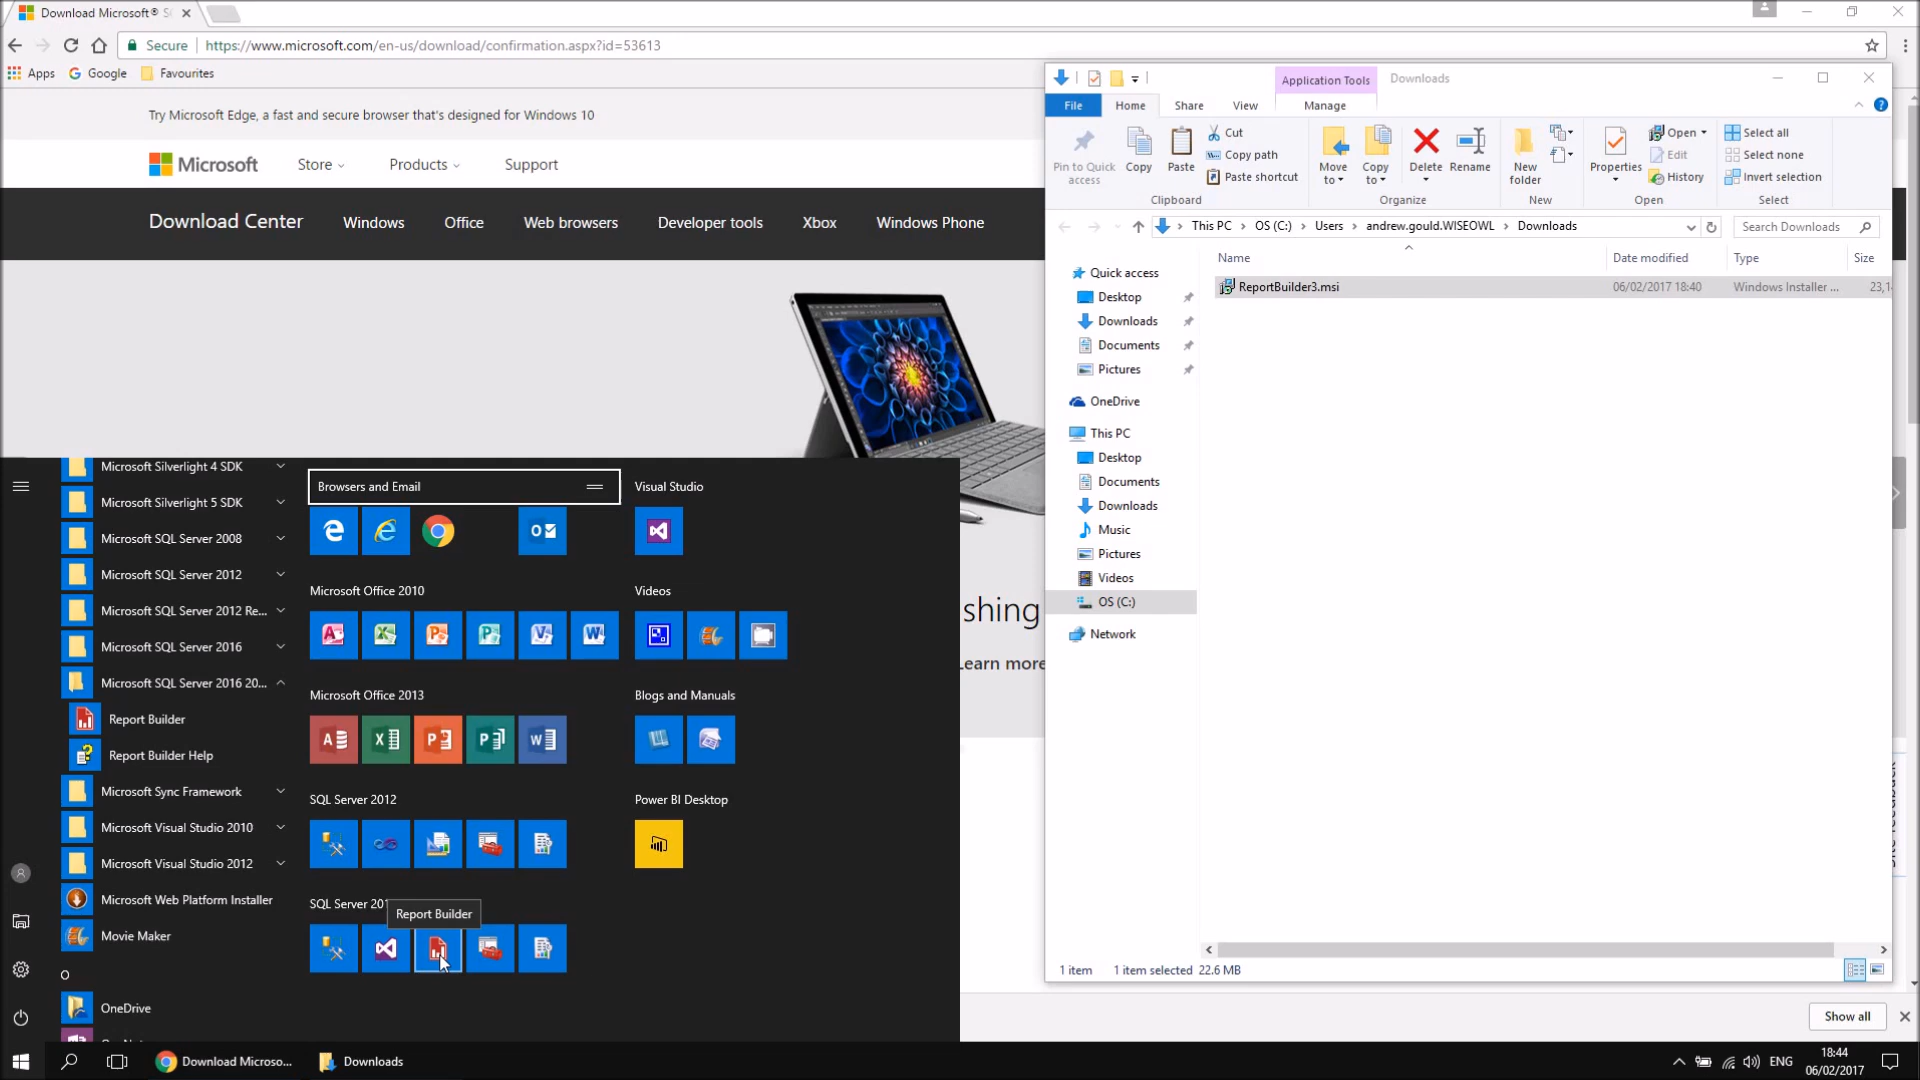 Download Microsoft® S
Secure
https://www.microsoft.com/en-us/download/confirmation.aspx?id=53613
Apps
Google
Favourites
Try Microsoft Edge, a fast and secure browser that's designed for Windows 10
Microsoft
Store
Products
Support
Download Center
Windows
Office
Web browsers
Developer tools
Xbox
Windows Phone
shing
Learn more
Application Tools
Downloads
File
Home
Share
View
Manage
Pin to Quick access
Copy
Paste
Cut
Copy path
Paste shortcut
Clipboard
Move to
Copy to
Delete
Rename
Organize
New folder
New
Properties
Open
Edit
History
Open
Select all
Select none
Invert selection
Select
This PC
OS (C:)
Users
andrew.gould.WISEOWL
Downloads
Search Downloads
Name
Date modified
Type
Size
ReportBuilder3.msi
06/02/2017 18:40
Windows Installer ...
23,1
Quick access
Desktop
Downloads
Documents
Pictures
OneDrive
This PC
Desktop
Documents
Downloads
Music
Pictures
Videos
OS (C:)
Network
1 item
1 item selected 22.6 MB
Microsoft Silverlight 4 SDK
Microsoft Silverlight 5 SDK
Microsoft SQL Server 2008
Microsoft SQL Server 2012
Microsoft SQL Server 2012 Re...
Microsoft SQL Server 2016
Microsoft SQL Server 2016 20...
Report Builder
Report Builder Help
Microsoft Sync Framework
Microsoft Visual Studio 2010
Microsoft Visual Studio 2012
Microsoft Web Platform Installer
Movie Maker
O
OneDrive
Browsers and Email
Visual Studio
Microsoft Office 2010
Videos
Microsoft Office 2013
Blogs and Manuals
SQL Server 2012
Power BI Desktop
SQL Server 201
Report Builder
Show all
Download Microso...
Downloads
ENG
18:44
06/02/2017